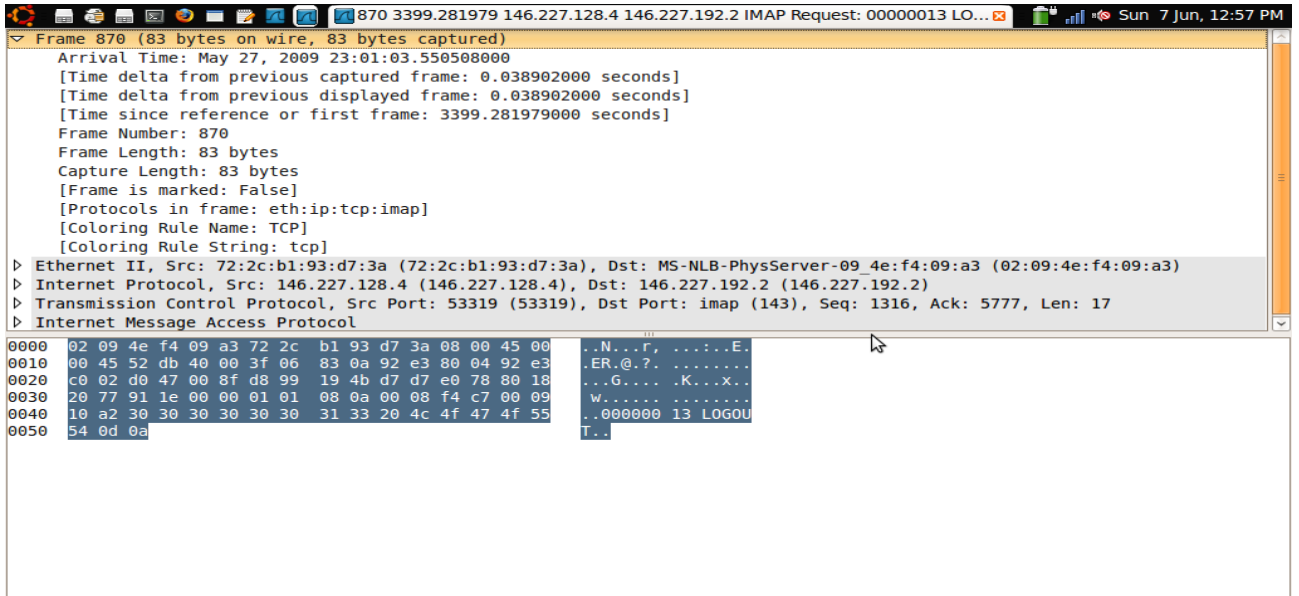 870 3399.281979 146.227.128.4 146.227.192.2 IMAP Request: 00000013 LO... Sun 7 Jun, 12:57 PM
Frame 870 (83 bytes on wire, 83 bytes captured)
Arrival Time: May 27, 2009 23:01:03.550508000
[Time delta from previous captured frame: 0.038902000 seconds]
[Time delta from previous displayed frame: 0.038902000 seconds]
[Time since reference or first frame: 3399.281979000 seconds]
Frame Number: 870
Frame Length: 83 bytes
Capture Length: 83 bytes
[Frame is marked: False]
[Protocols in frame: eth:ip:tcp:imap]
[Coloring Rule Name: TCP]
[Coloring Rule String: tcp]
Ethernet II, Src: 72:2c:b1:93:d7:3a (72:2c:b1:93:d7:3a), Dst: MS-NLB-PhysServer-09_4e:f4:09:a3 (02:09:4e:f4:09:a3)
Internet Protocol, Src: 146.227.128.4 (146.227.128.4), Dst: 146.227.192.2 (146.227.192.2)
Transmission Control Protocol, Src Port: 53319 (53319), Dst Port: imap (143), Seq: 1316, Ack: 5777, Len: 17
Internet Message Access Protocol
0000 02 09 4e f4 09 a3 72 2c b1 93 d7 3a 08 00 45 00 ..N...r, ...:..E.
0010 00 45 52 db 40 00 3f 06 83 0a 92 e3 80 04 92 e3 .ER.@.?. ........
0020 c0 02 d0 47 00 8f d8 99 19 4b d7 d7 e0 78 80 18 ...G.... .K...x..
0030 20 77 91 1e 00 00 01 01 08 0a 00 08 f4 c7 00 09 w...... ........
0040 10 a2 30 30 30 30 30 30 31 33 20 4c 4f 47 4f 55 ..000000 13 LOGOU
0050 54 0d 0a T..